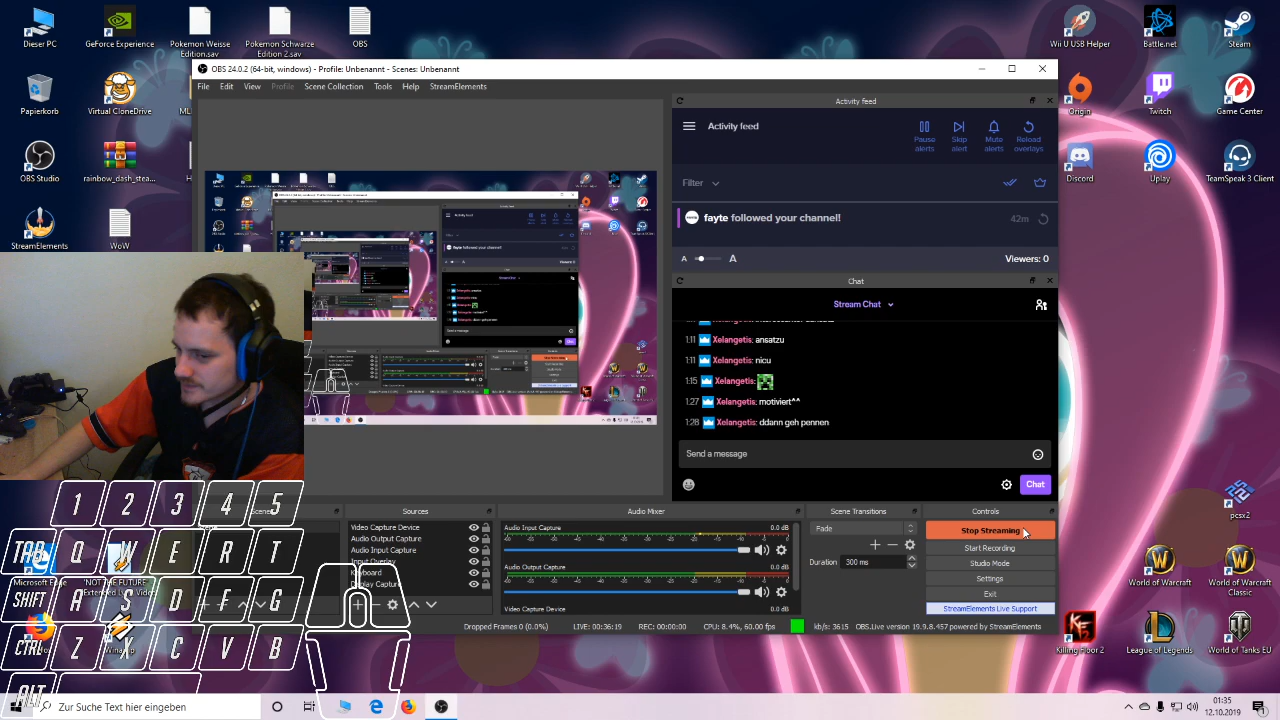 Dieser PC
GeForce Experience
Pokemon Weisse
Edition.sav
Pokemon Schwarze
Edition 2.sav
OBS
Wii U USB Helper
Battle.net
Steam
OBS 24.0.2 (64-bit, windows) - Profile: Unbenannt - Scenes: Unbenannt
File
Edit
View
Profile
Scene Collection
Tools
Help
StreamElements
Papierkorb
Virtual CloneDrive
Origin
Twitch
Game Center
OBS Studio
rainbow_dash_stea...
Discord
Uplay
TeamSpeak 3 Client
StreamElements
WoW
Activity feed
Activity feed
Pause
alerts
Skip
alert
Mute
alerts
Reload
overlays
Filter
fayte followed your channel!
42m
A
A
Viewers: 0
Chat
Stream Chat
1:11 Xelangetis: ansatzu
1:11 Xelangetis: nicu
1:15 Xelangetis:
1:27 Xelangetis: motiviert^^
1:28 Xelangetis: ddann geh pennen
Send a message
Chat
Sources
Video Capture Device
Audio Output Capture
Audio Input Capture
Input Overlay
Keyboard
Display Capture
Audio Mixer
Audio Input Capture
0.0 dB
Audio Output Capture
0.0 dB
Video Capture Device
0.0 dB
Scene Transitions
Fade
Duration
300 ms
Controls
Stop Streaming
Start Recording
Studio Mode
Settings
Exit
StreamElements Live Support
Dropped Frames 0 (0.0%)
LIVE: 00:36:19
REC: 00:00:00
CPU: 8.4%, 60.00 fps
kb/s: 3615
OBS.Live version 19.9.8.457 powered by StreamElements
1
2
3
4
5
TAB
Q
W
E
R
T
SHIFT
A
S
D
F
G
CTRL
Z
X
C
V
B
ALT
Microsoft Edge
"NOT THE FUTURE
Winamp
pcsx2
World of Warcraft
World of Warcraft
Classic
Killing Floor 2
League of Legends
World of Tanks EU
Zur Suche Text hier eingeben
01:35
12.10.2019